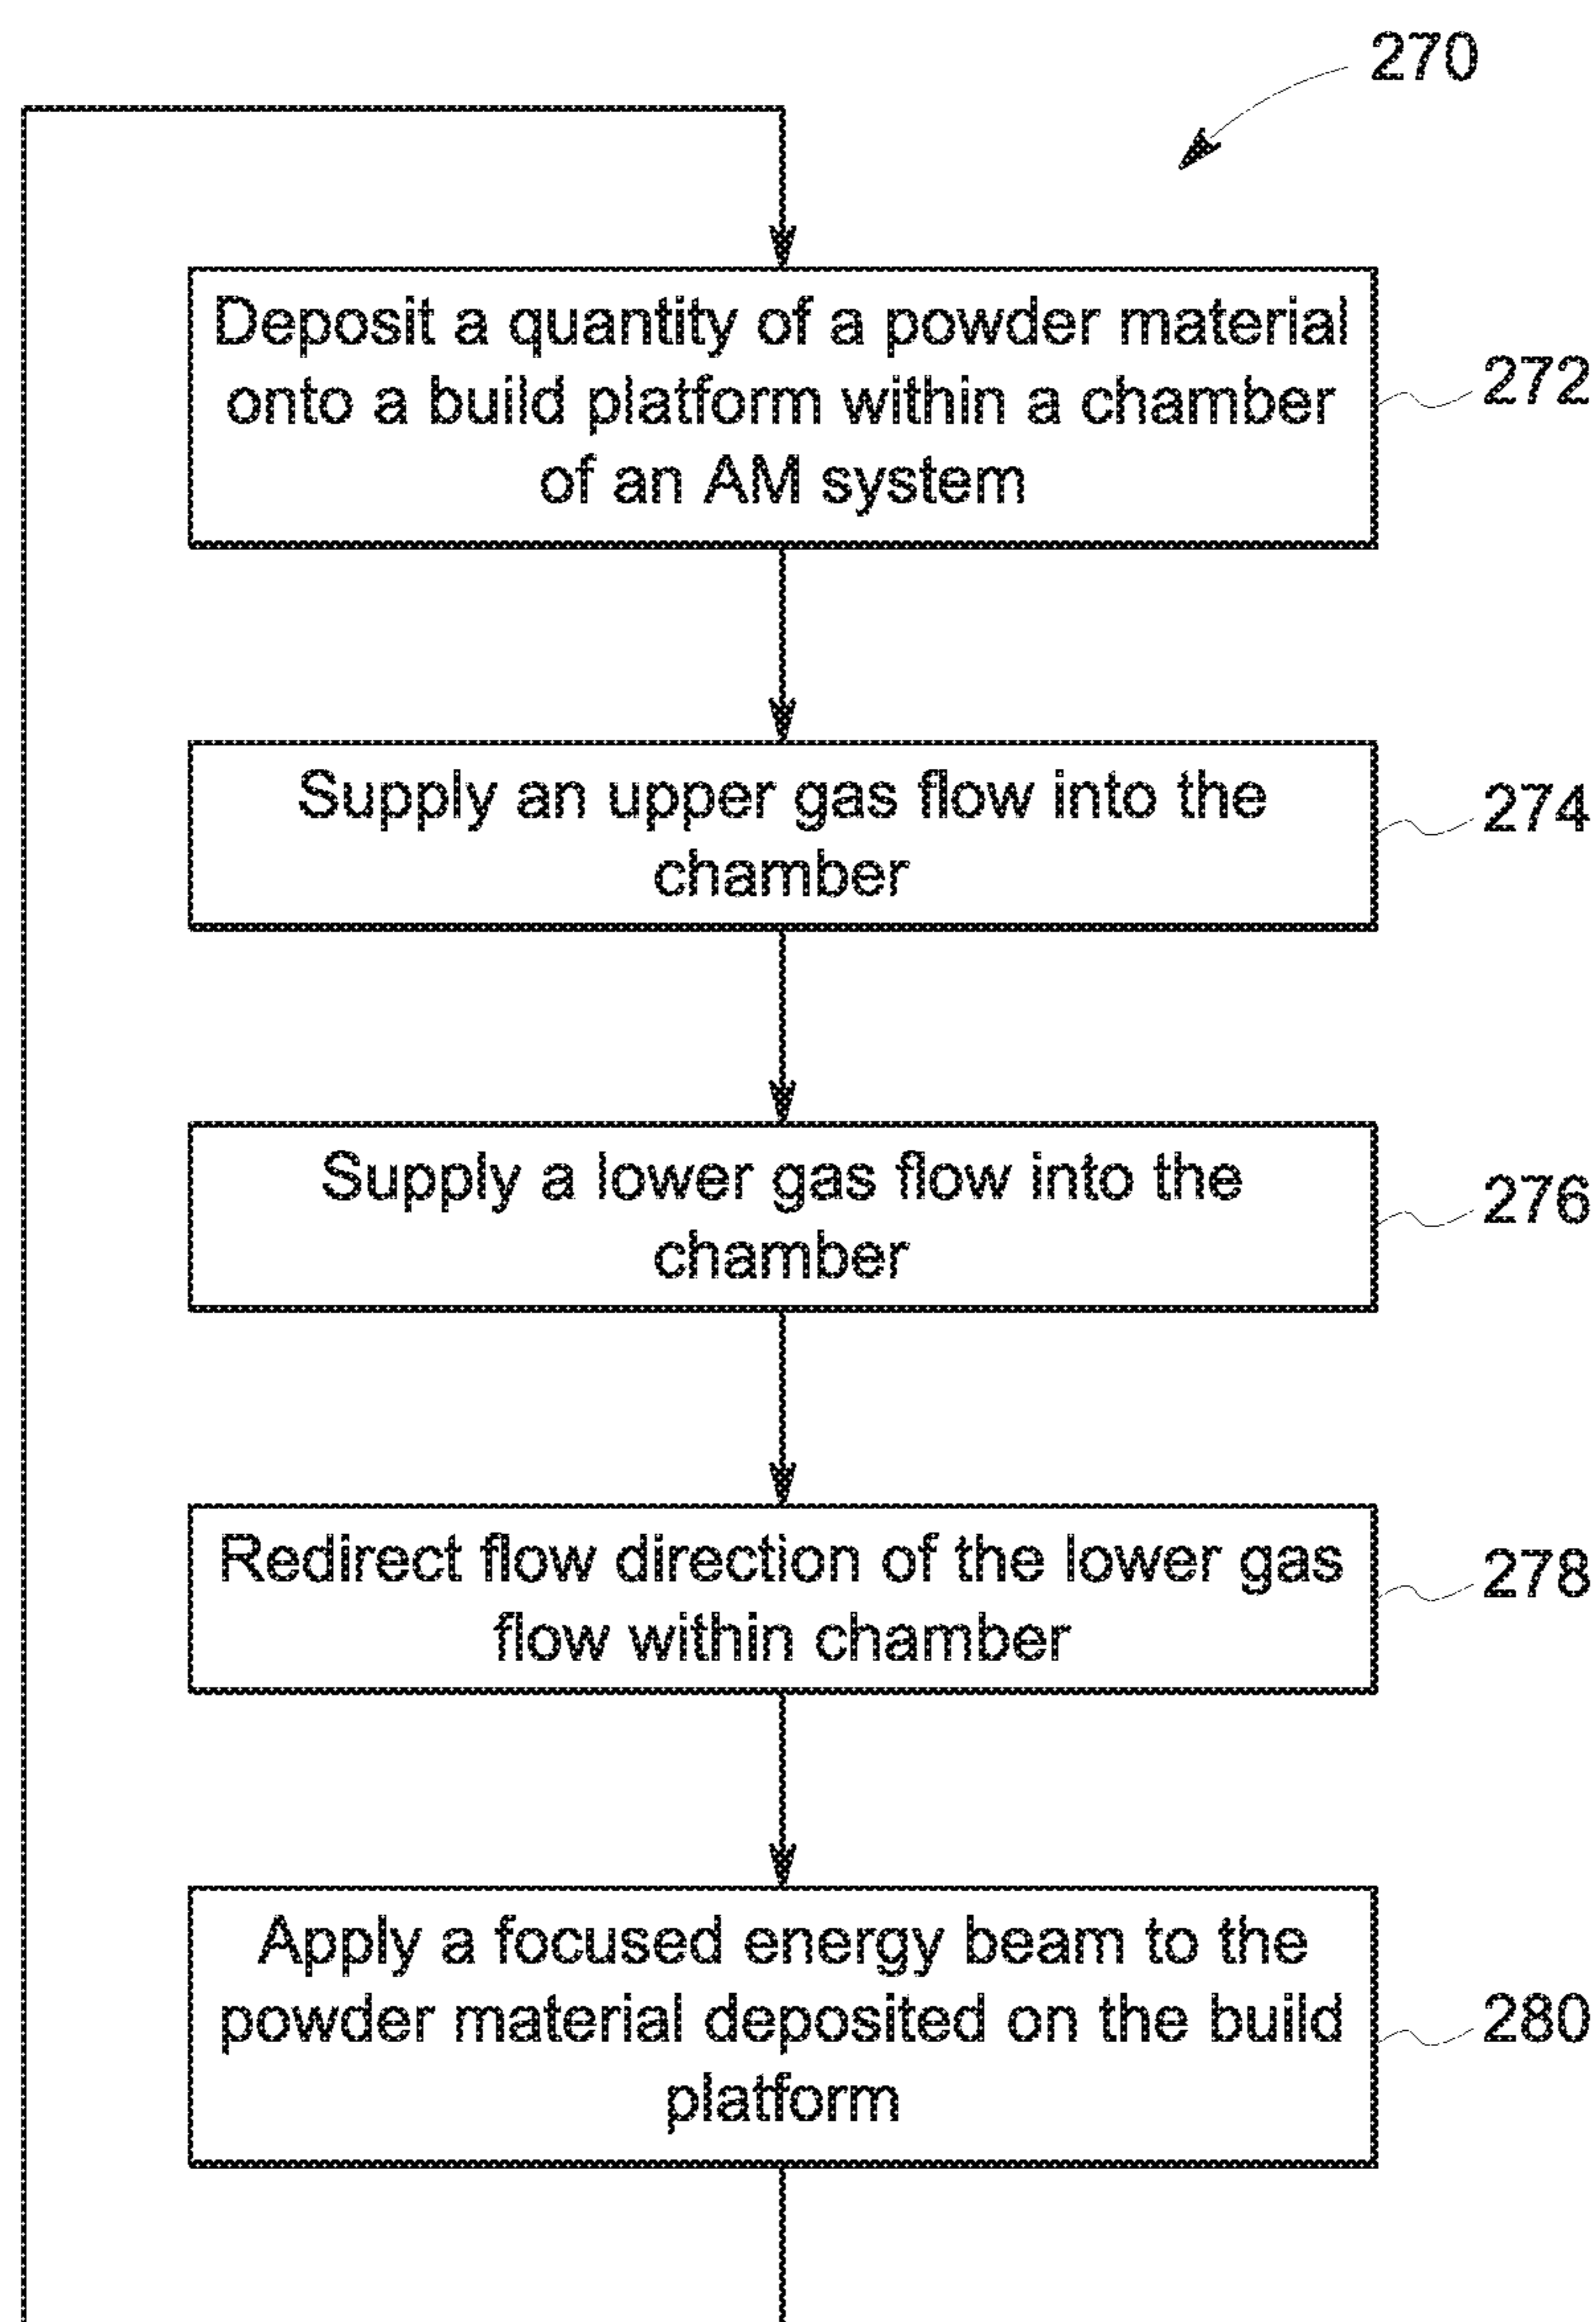 270
Deposit a quantity of a powder material
onto a build platform within a chamber
of an AM system
272
Supply an upper gas flow into the
chamber
274
Supply a lower gas flow into the
chamber
276
Redirect flow direction of the lower gas
flow within chamber
278
Apply a focused energy beam to the
powder material deposited on the build
platform
280